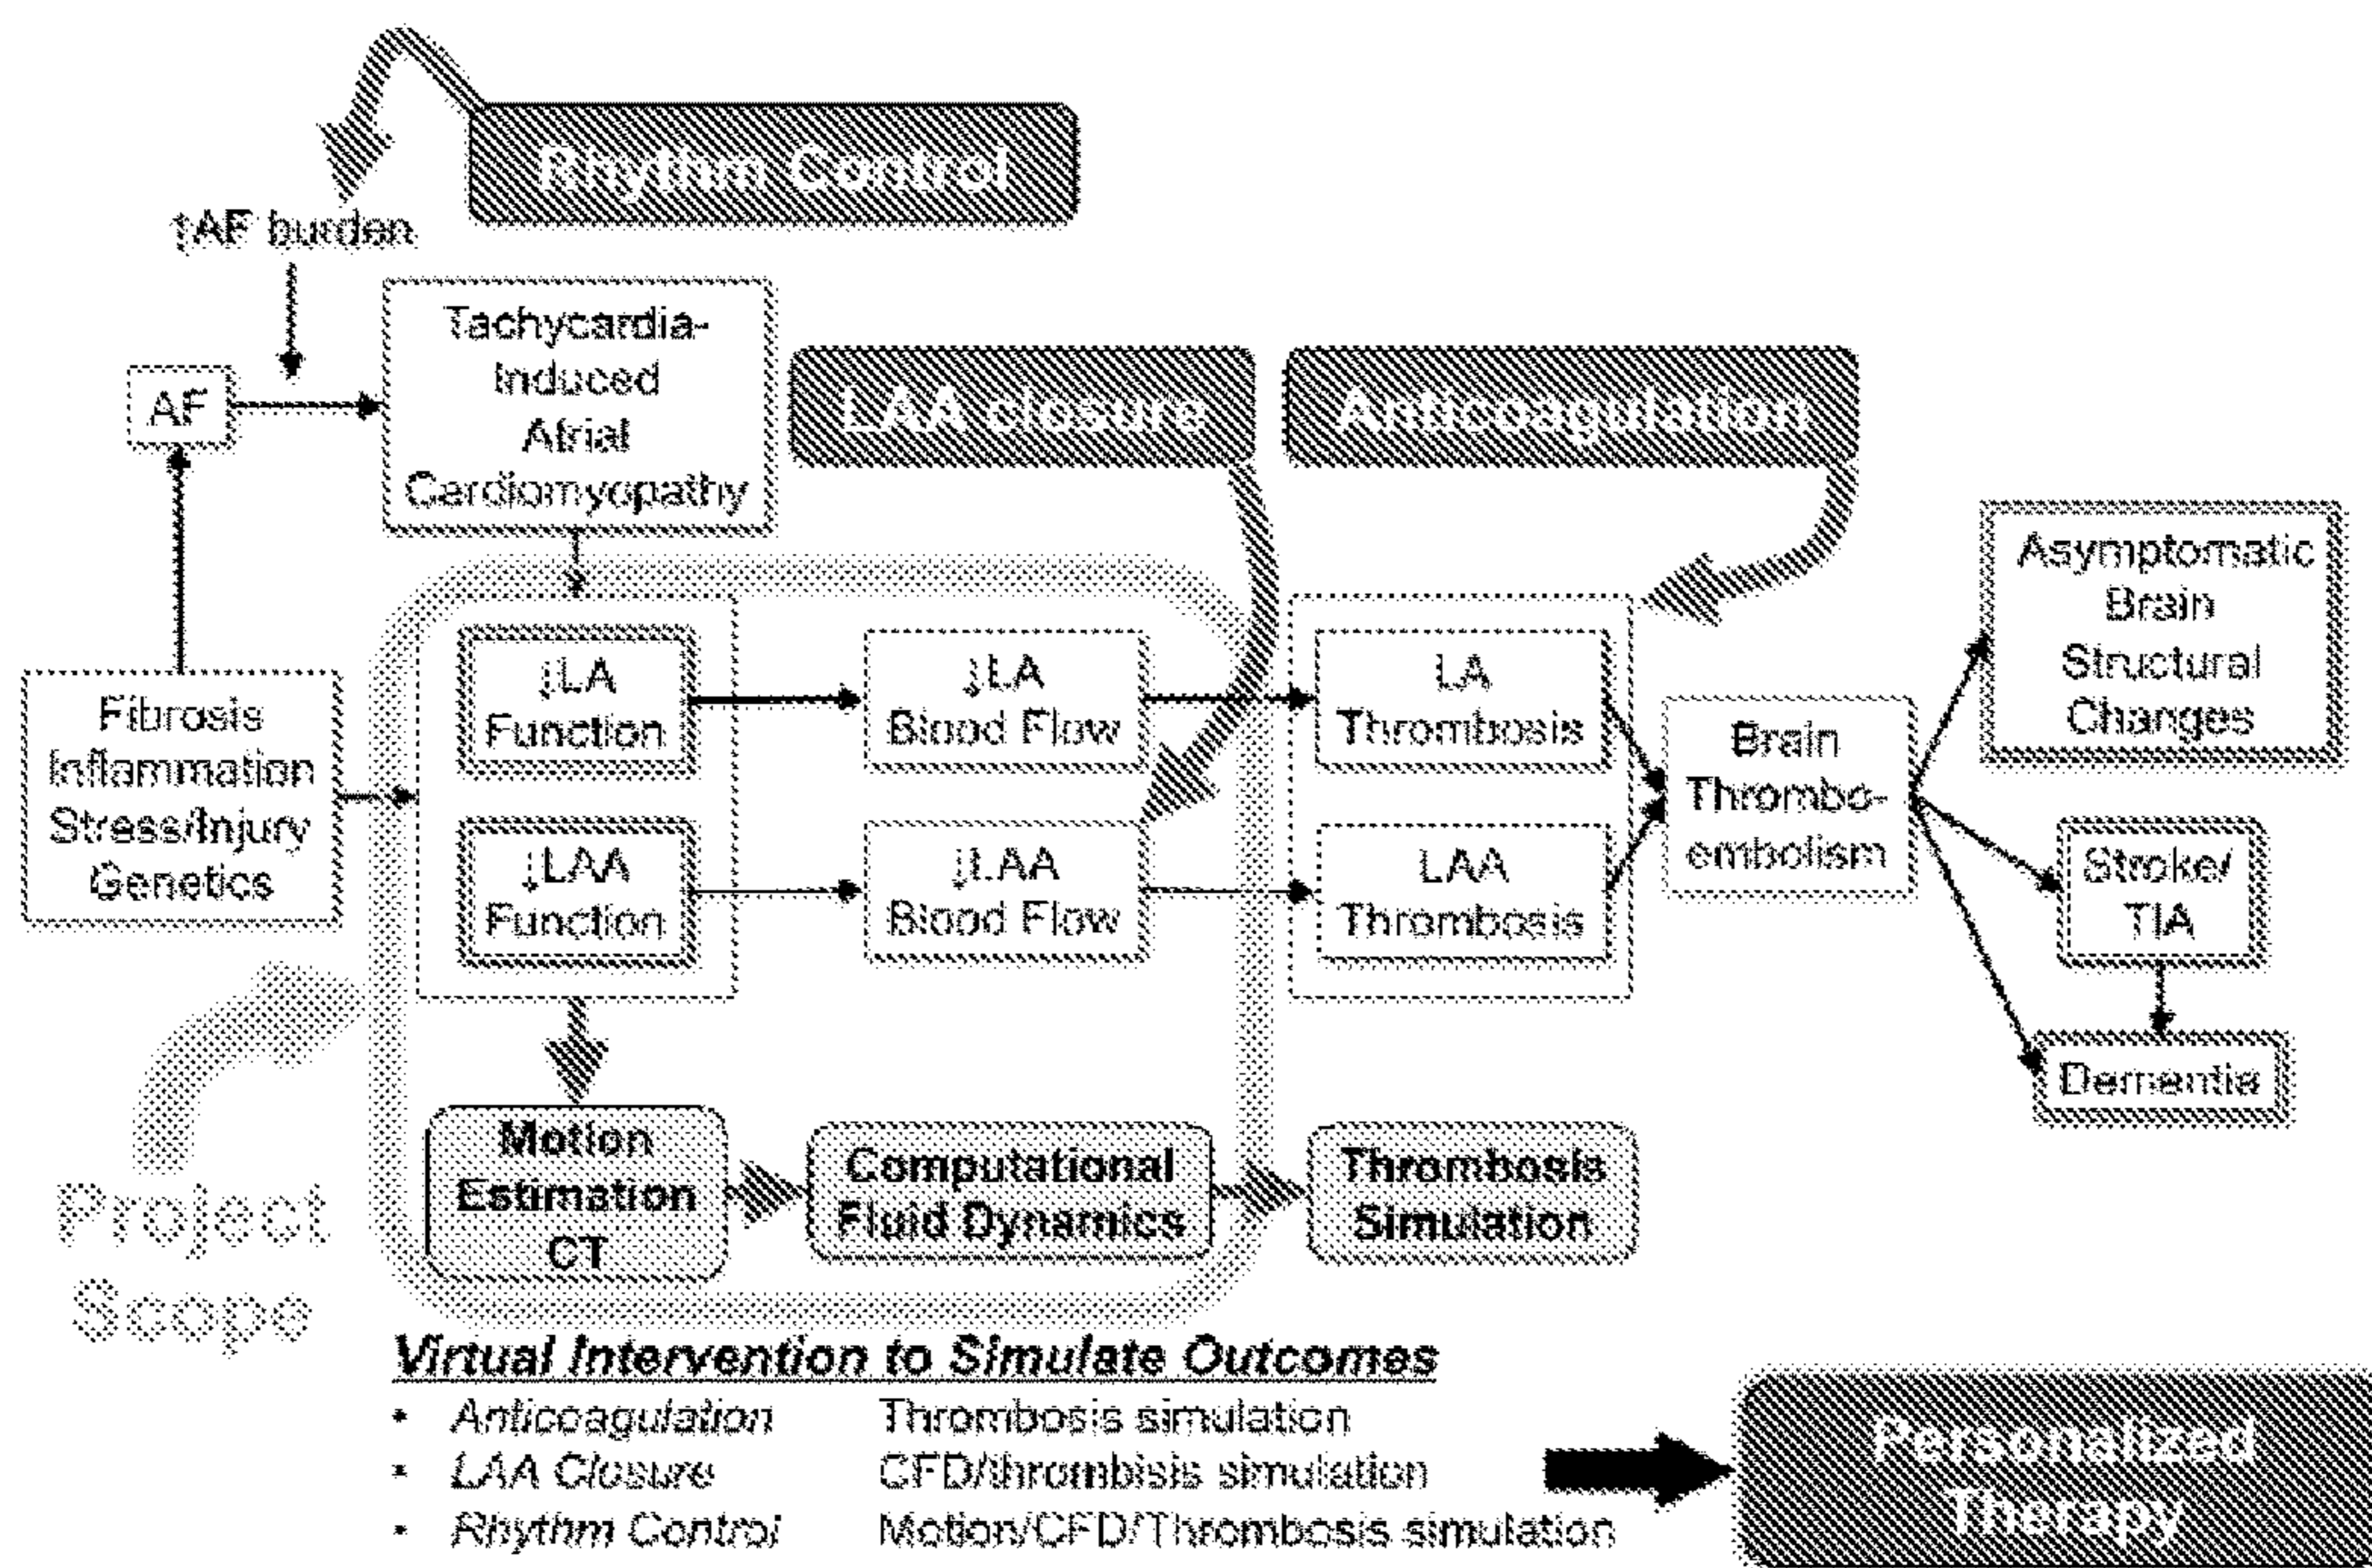 Rhythm Control
↑AF burden
Tachycardia-
Induced
Atrial
Cardiomyopathy
AF
LAA closure
Anticoagulation
Fibrosis
Inflammation
Stress/Injury
Genetics
↓LA
Function
↓LA
Blood Flow
LA
Thrombosis
↓LAA
Function
↓LAA
Blood Flow
LAA
Thrombosis
Brain
Thrombo-
embolism
Asymptomatic
Brain
Structural
Changes
Stroke/
TIA
Dementia
Project
Scope
Motion
Estimation
CT
Computational
Fluid Dynamics
Thrombosis
Simulation
Virtual Intervention to Simulate Outcomes
• Anticoagulation Thrombosis simulation
• LAA Closure CFD/thrombisis simulation
• Rhythm Control Motion/CFD/Thrombosis simulation
Personalized
Therapy